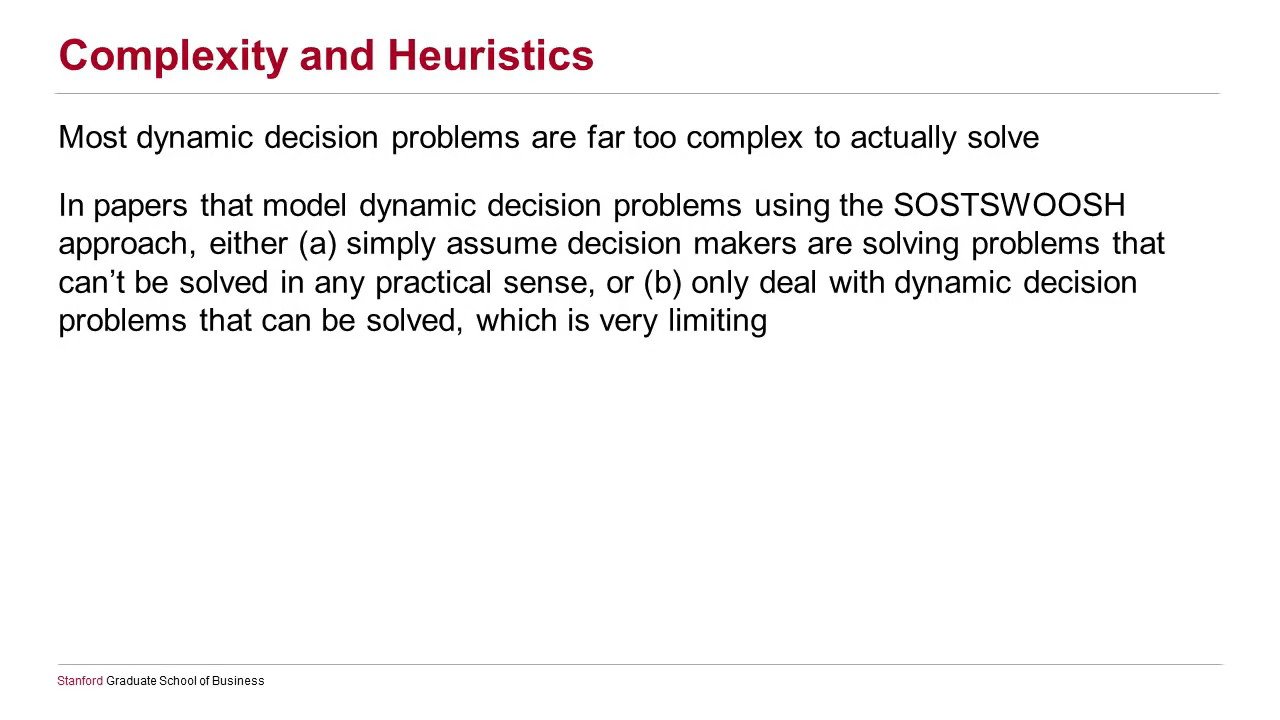 Complexity and Heuristics
Most dynamic decision problems are far too complex to actually solve
In papers that model dynamic decision problems using the SOSTSWOOSH
approach, either (a) simply assume decision makers are solving problems that
can’t be solved in any practical sense, or (b) only deal with dynamic decision
problems that can be solved, which is very limiting
Stanford Graduate School of Business